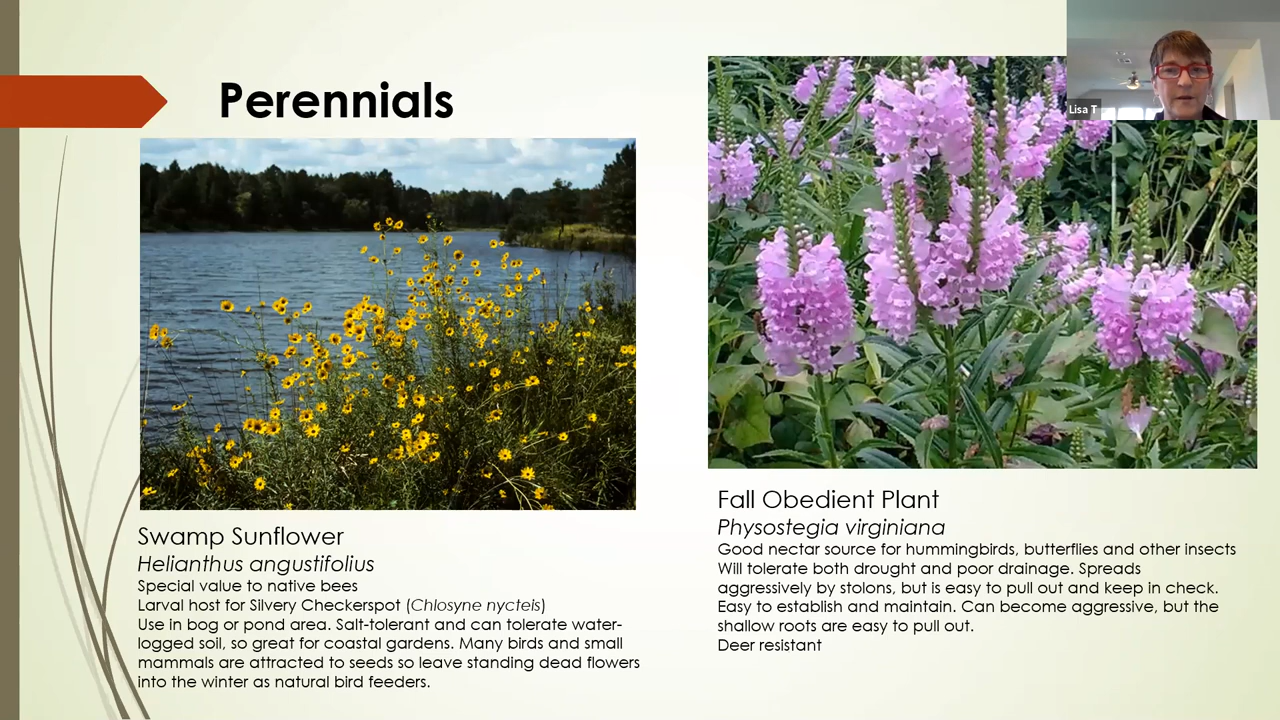 Perennials
Lisa T
Swamp Sunflower
Helianthus angustifolius
Special value to native bees
Larval host for Silvery Checkerspot (Chlosyne nycteis)
Use in bog or pond area. Salt-tolerant and can tolerate water-
logged soil, so great for coastal gardens. Many birds and small
mammals are attracted to seeds so leave standing dead flowers
into the winter as natural bird feeders.
Fall Obedient Plant
Physostegia virginiana
Good nectar source for hummingbirds, butterflies and other insects
Will tolerate both drought and poor drainage. Spreads
aggressively by stolons, but is easy to pull out and keep in check.
Easy to establish and maintain. Can become aggressive, but the
shallow roots are easy to pull out.
Deer resistant